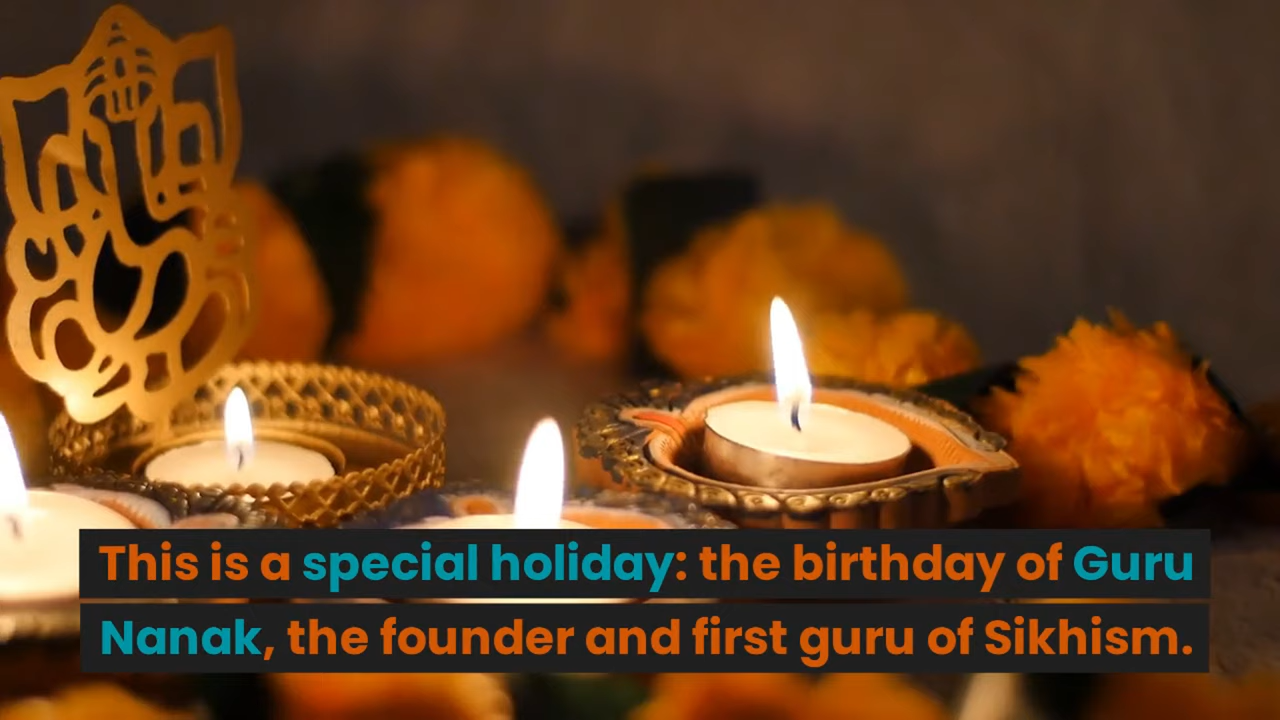 This is a special holiday: the birthday of Guru
Nanak, the founder and first guru of Sikhism.